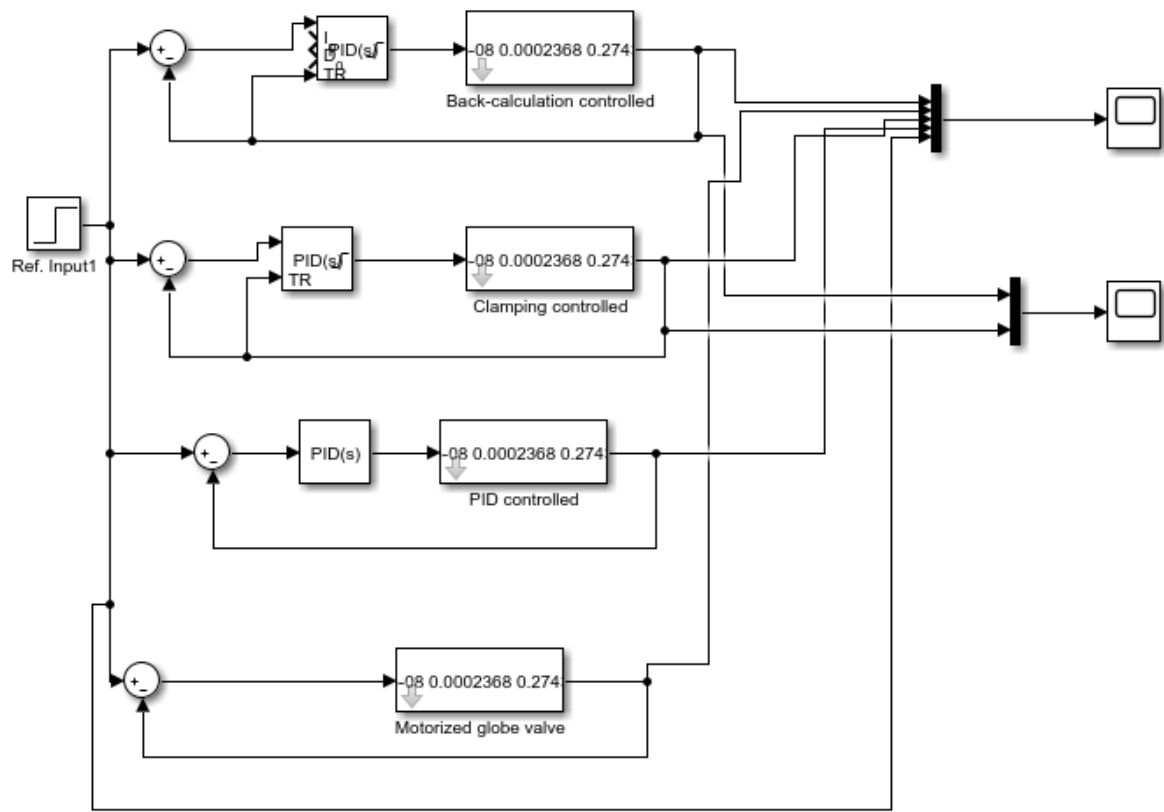 +
-
I
D
0
PID(s)
TR
-08 0.0002368 0.274
Back-calculation controlled
Ref. Input1
+
-
PID(s)
TR
-08 0.0002368 0.274
Clamping controlled
+
-
PID(s)
-08 0.0002368 0.274
PID controlled
+
-
-08 0.0002368 0.274
Motorized globe valve